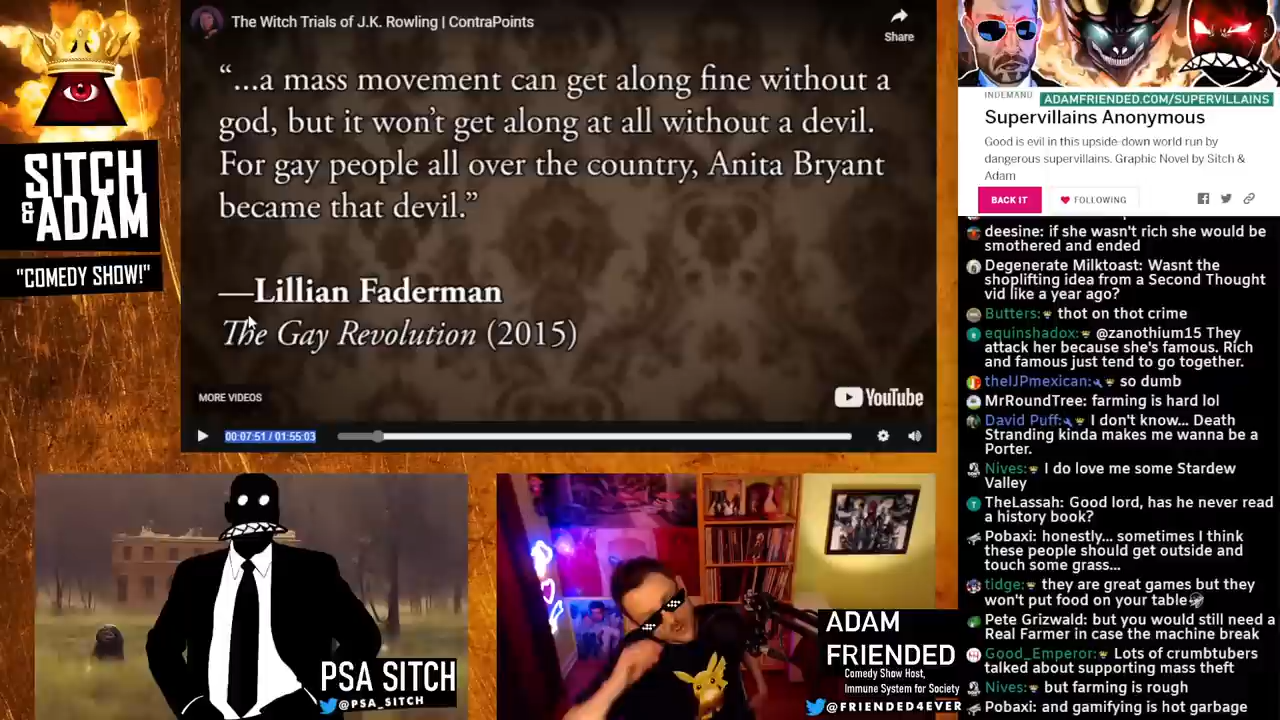 The Witch Trials of J.K. Rowling | ContraPoints
Share
“...a mass movement can get along fine without a
god, but it won’t get along at all without a devil.
For gay people all over the country, Anita Bryant
became that devil.”
—Lillian Faderman
The Gay Revolution (2015)
MORE VIDEOS
YouTube
00:07:51 / 01:55:03
SITCH
& ADAM
"COMEDY SHOW!"
INDEMAND
ADAMFRIENDED.COM/SUPERVILLAINS
Supervillains Anonymous
Good is evil in this upside-down world run by
dangerous supervillains. Graphic Novel by Sitch &
Adam
BACK IT
FOLLOWING
deesine: if she wasn't rich she would be
smothered and ended
Degenerate Milktoast: Wasnt the
shoplifting idea from a Second Thought
vid like a year ago?
Butters: thot on that crime
equinshadox: @zanothium15 They
attack her because she's famous. Rich
and famous just tend to go together.
theIJPmexican: so dumb
MrRoundTree: farming is hard lol
David Puff: I don't know... Death
Stranding kinda makes me wanna be a
Porter.
Nives: I do love me some Stardew
Valley
TheLassah: Good lord, has he never read
a history book?
Pobaxi: honestly... sometimes I think
these people should get outside and
touch some grass...
tidge: they are great games but they
won't put food on your table
Pete Grizwald: but you would still need a
Real Farmer in case the machine break
Good_Emperor: Lots of crumbtubers
talked about supporting mass theft
Nives: but farming is rough
Pobaxi: and gamifying is hot garbage
PSA SITCH
@PSA_SITCH
ADAM
FRIENDED
Comedy Show Host,
Immune System for Society
@FRIENDED4EVER